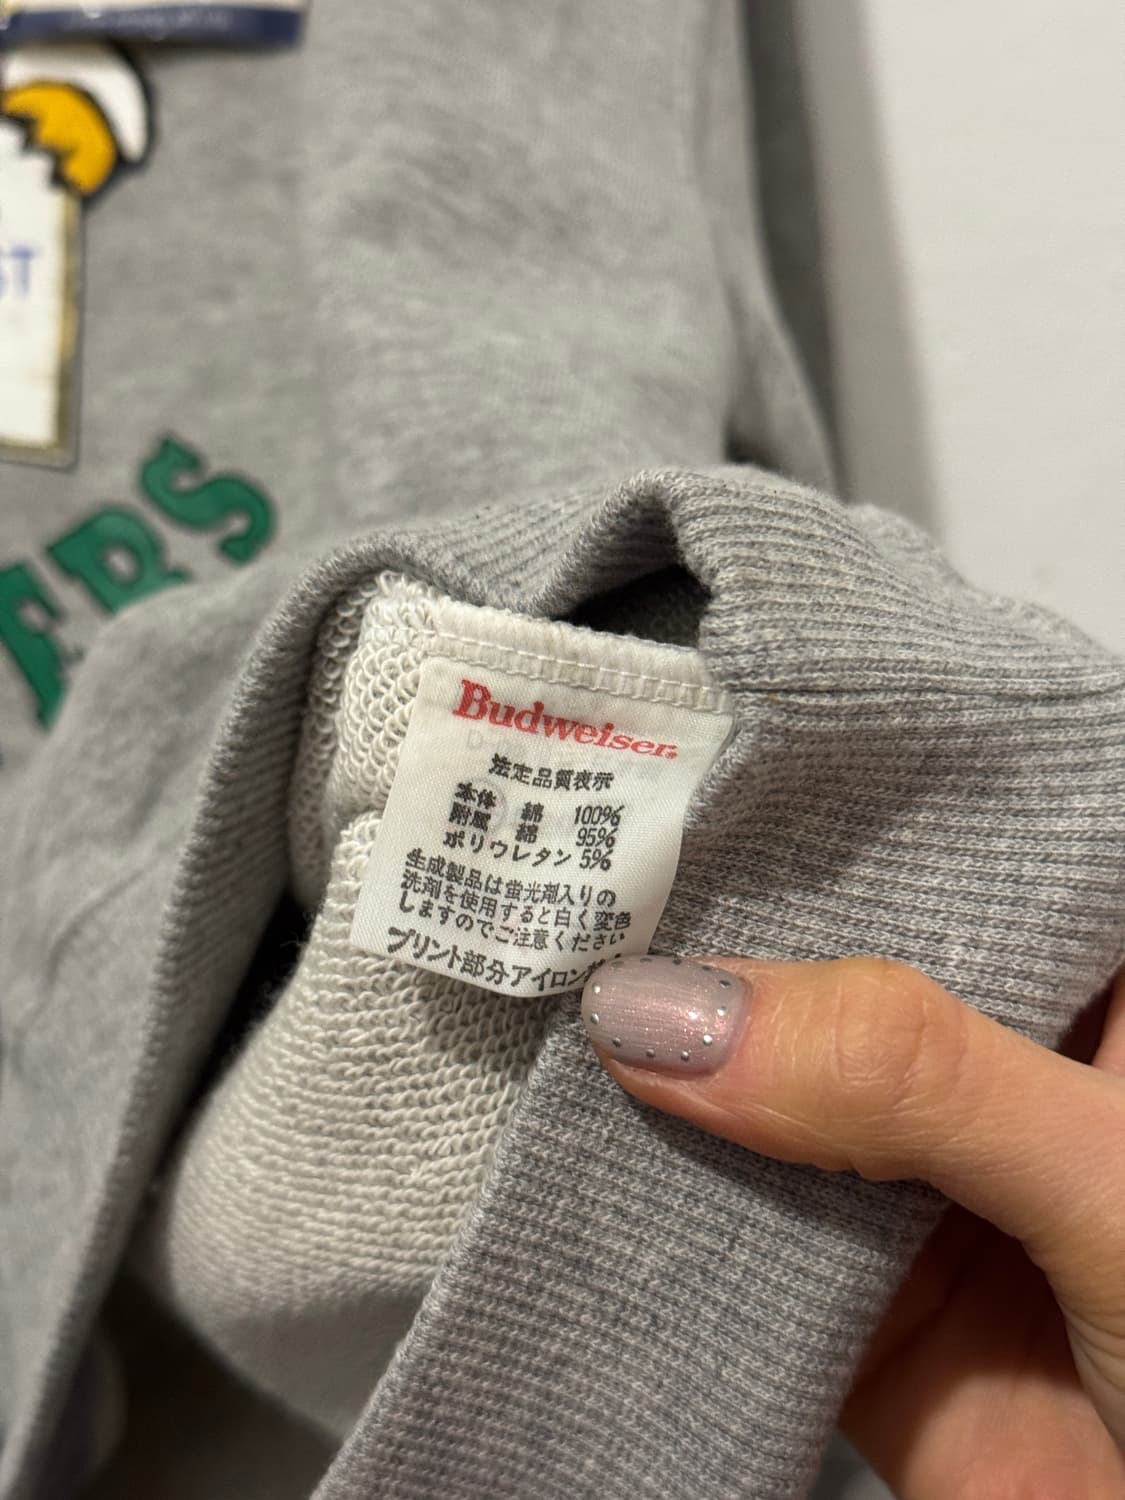 ST
ERS
Budweiser
法定品質表示
本体 綿 100%
附属 綿 95%
ポリウレタン 5%
生成製品は蛍光剤入りの
洗剤を使用すると白く変色
しますのでご注意ください
プリント部分アイロン